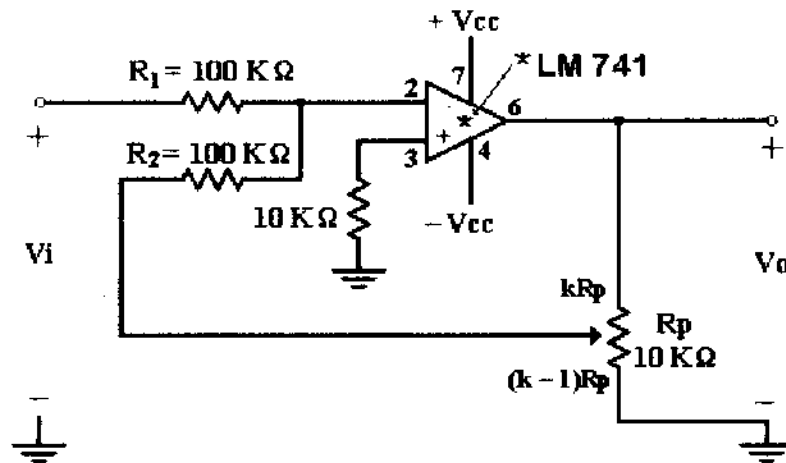 + Vcc
R1 = 100 KΩ
* LM 741
2
7
6
*
+
R2 = 100 KΩ
3
4
+
+
10 KΩ
– Vcc
Vi
Vo
kRp
Rp
10 KΩ
(k – 1)Rp
–
–